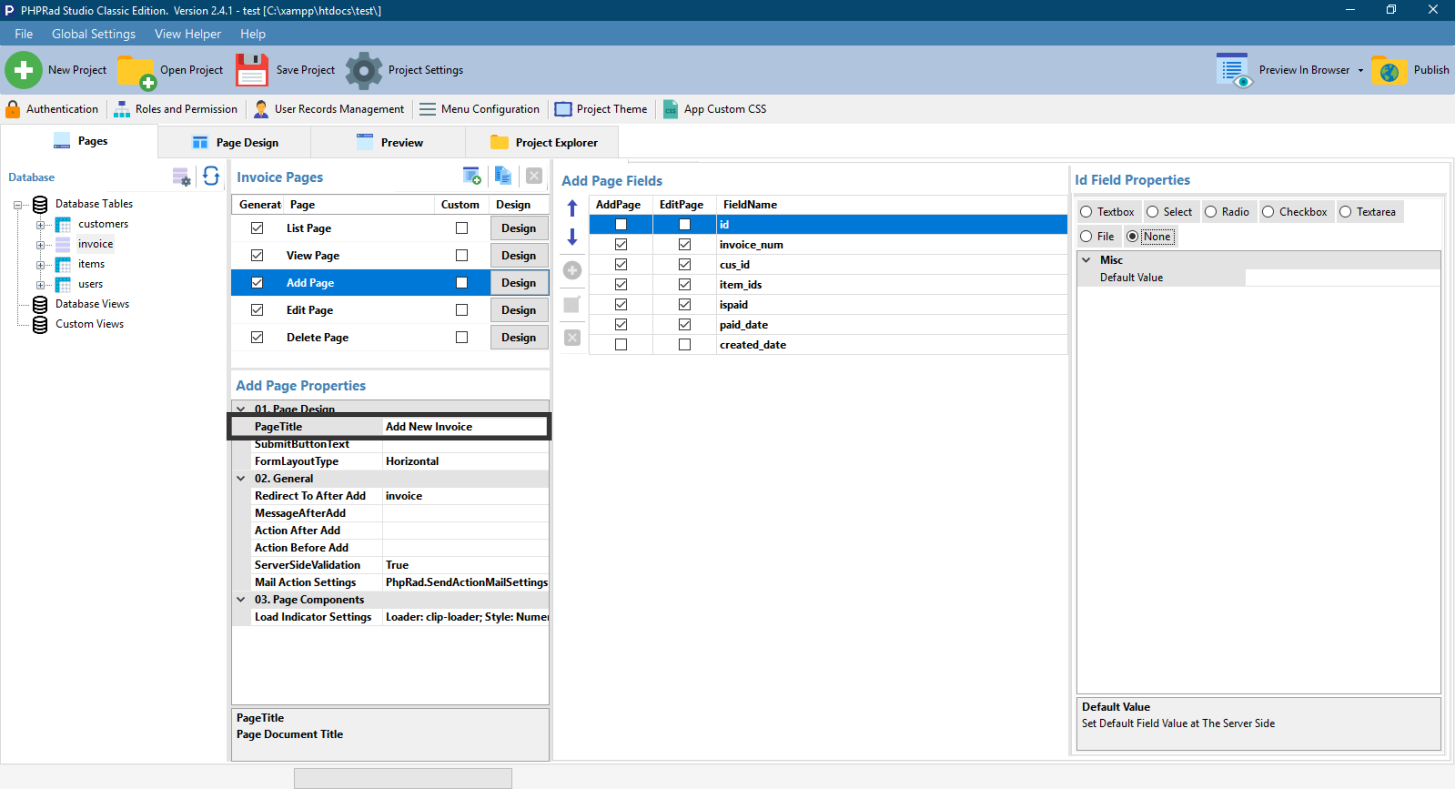 PHPRad Studio Classic Edition. Version 2.4.1 - test [C:\xampp\htdocs\test\]
File Global Settings View Helper Help
New Project Open Project Save Project Project Settings Preview In Browser Publish
Authentication Roles and Permission User Records Management Menu Configuration Project Theme App Custom CSS
Pages Page Design Preview Project Explorer
Database
Database Tables
customers
invoice
items
users
Database Views
Custom Views
Invoice Pages
Generat Page Custom Design
List Page Design
View Page Design
Add Page Design
Edit Page Design
Delete Page Design
Add Page Properties
01. Page Design
PageTitle Add New Invoice
SubmitButtonText
FormLayoutType Horizontal
02. General
Redirect To After Add invoice
MessageAfterAdd
Action After Add
Action Before Add
ServerSideValidation True
Mail Action Settings PhpRad.SendActionMailSettings
03. Page Components
Load Indicator Settings Loader: clip-loader; Style: Numer
PageTitle
Page Document Title
Add Page Fields
AddPage EditPage FieldName
id
invoice_num
cus_id
item_ids
ispaid
paid_date
created_date
Id Field Properties
Textbox Select Radio Checkbox Textarea
File None
Misc
Default Value
Default Value
Set Default Field Value at The Server Side